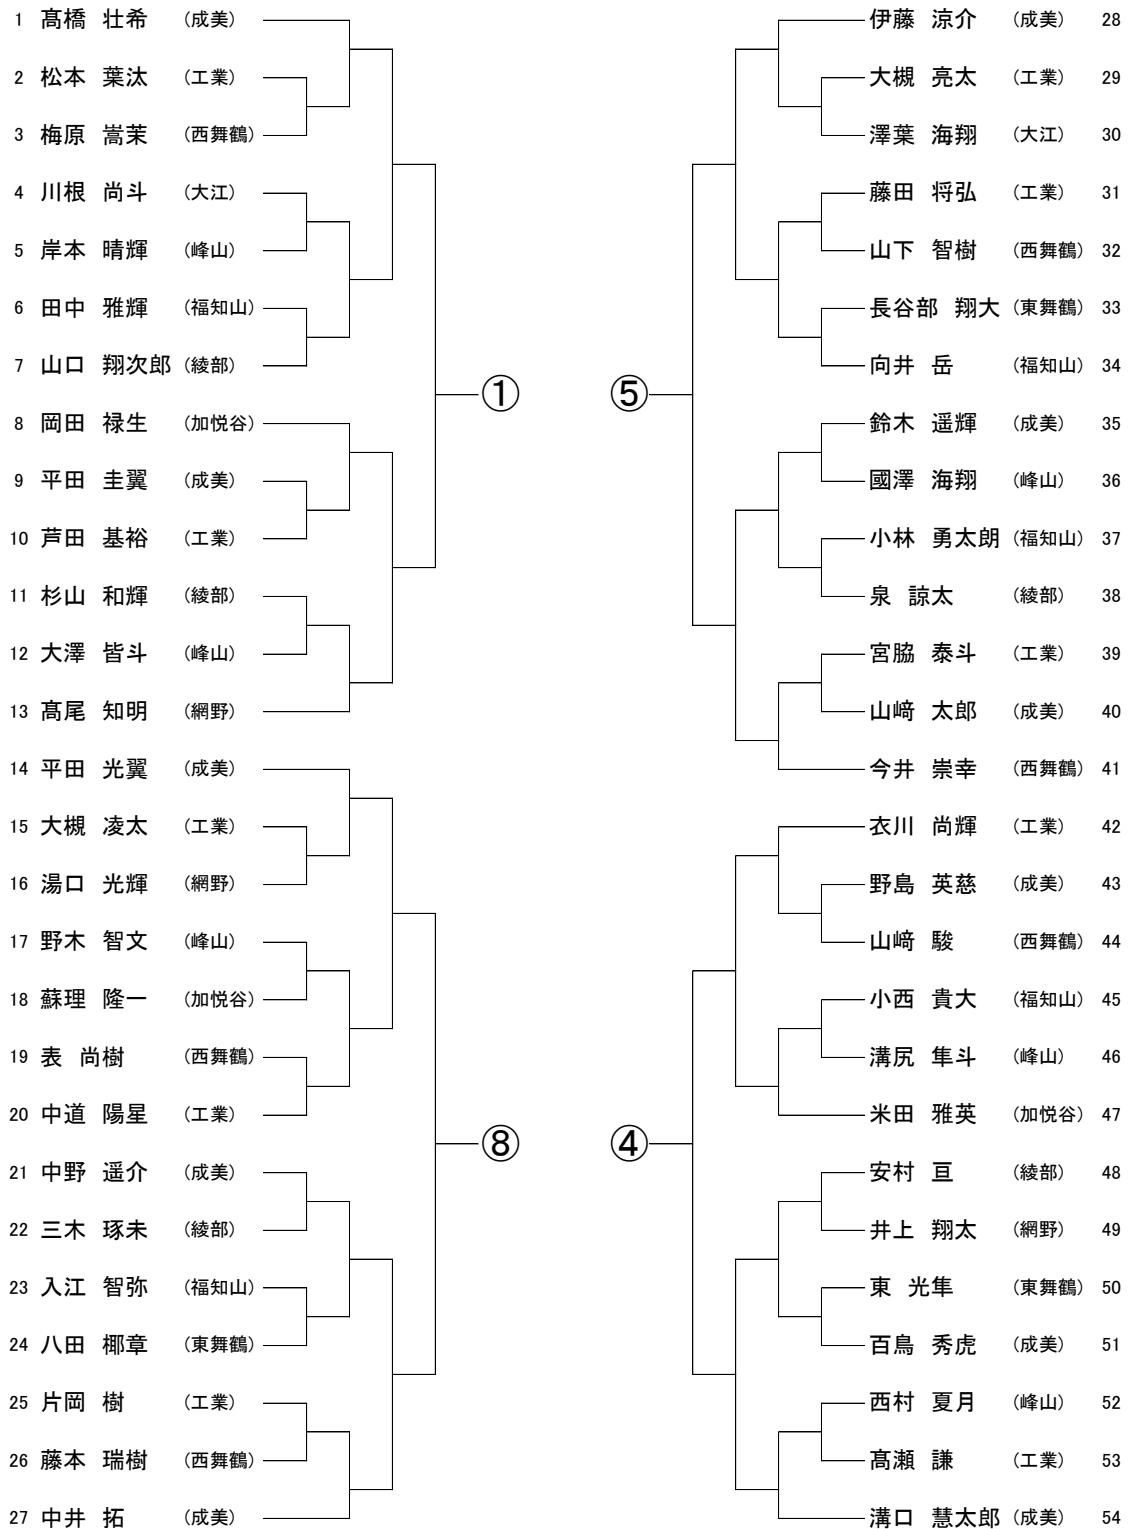 1 髙橋 壮希 (成美)
2 松本 葉汰 (工業)
3 梅原 嵩茉 (西舞鶴)
4 川根 尚斗 (大江)
5 岸本 晴輝 (峰山)
6 田中 雅輝 (福知山)
7 山口 翔次郎 (綾部)
8 岡田 禄生 (加悦谷)
9 平田 圭翼 (成美)
10 芦田 基裕 (工業)
11 杉山 和輝 (綾部)
12 大澤 皆斗 (峰山)
13 髙尾 知明 (網野)
14 平田 光翼 (成美)
15 大槻 凌太 (工業)
16 湯口 光輝 (網野)
17 野木 智文 (峰山)
18 蘇理 隆一 (加悦谷)
19 表 尚樹 (西舞鶴)
20 中道 陽星 (工業)
21 中野 遥介 (成美)
22 三木 琢未 (綾部)
23 入江 智弥 (福知山)
24 八田 椰章 (東舞鶴)
25 片岡 樹 (工業)
26 藤本 瑞樹 (西舞鶴)
27 中井 拓 (成美)
①
⑧
⑤
④
伊藤 涼介 (成美) 28
大槻 亮太 (工業) 29
澤葉 海翔 (大江) 30
藤田 将弘 (工業) 31
山下 智樹 (西舞鶴) 32
長谷部 翔大 (東舞鶴) 33
向井 岳 (福知山) 34
鈴木 遥輝 (成美) 35
國澤 海翔 (峰山) 36
小林 勇太朗 (福知山) 37
泉 諒太 (綾部) 38
宮脇 泰斗 (工業) 39
山﨑 太郎 (成美) 40
今井 崇幸 (西舞鶴) 41
衣川 尚輝 (工業) 42
野島 英慈 (成美) 43
山﨑 駿 (西舞鶴) 44
小西 貴大 (福知山) 45
溝尻 隼斗 (峰山) 46
米田 雅英 (加悦谷) 47
安村 亘 (綾部) 48
井上 翔太 (網野) 49
東 光隼 (東舞鶴) 50
百鳥 秀虎 (成美) 51
西村 夏月 (峰山) 52
髙瀬 謙 (工業) 53
溝口 慧太郎 (成美) 54